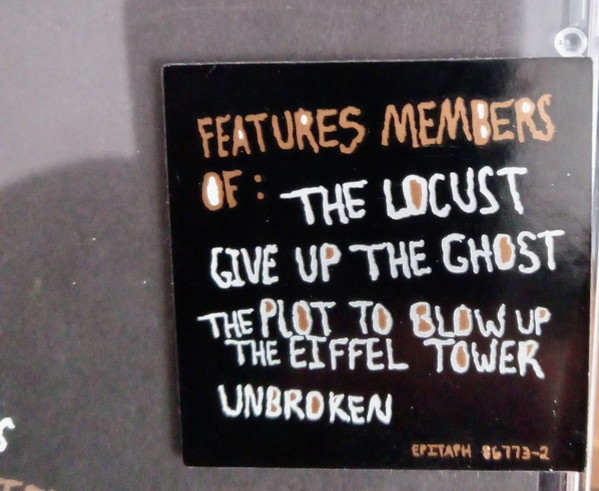 FEATURES MEMBERS
OF: THE LOCUST
GIVE UP THE GHOST
THE PLOT TO BLOW UP
THE EIFFEL TOWER
UNBROKEN
EPITAPH 86773-2